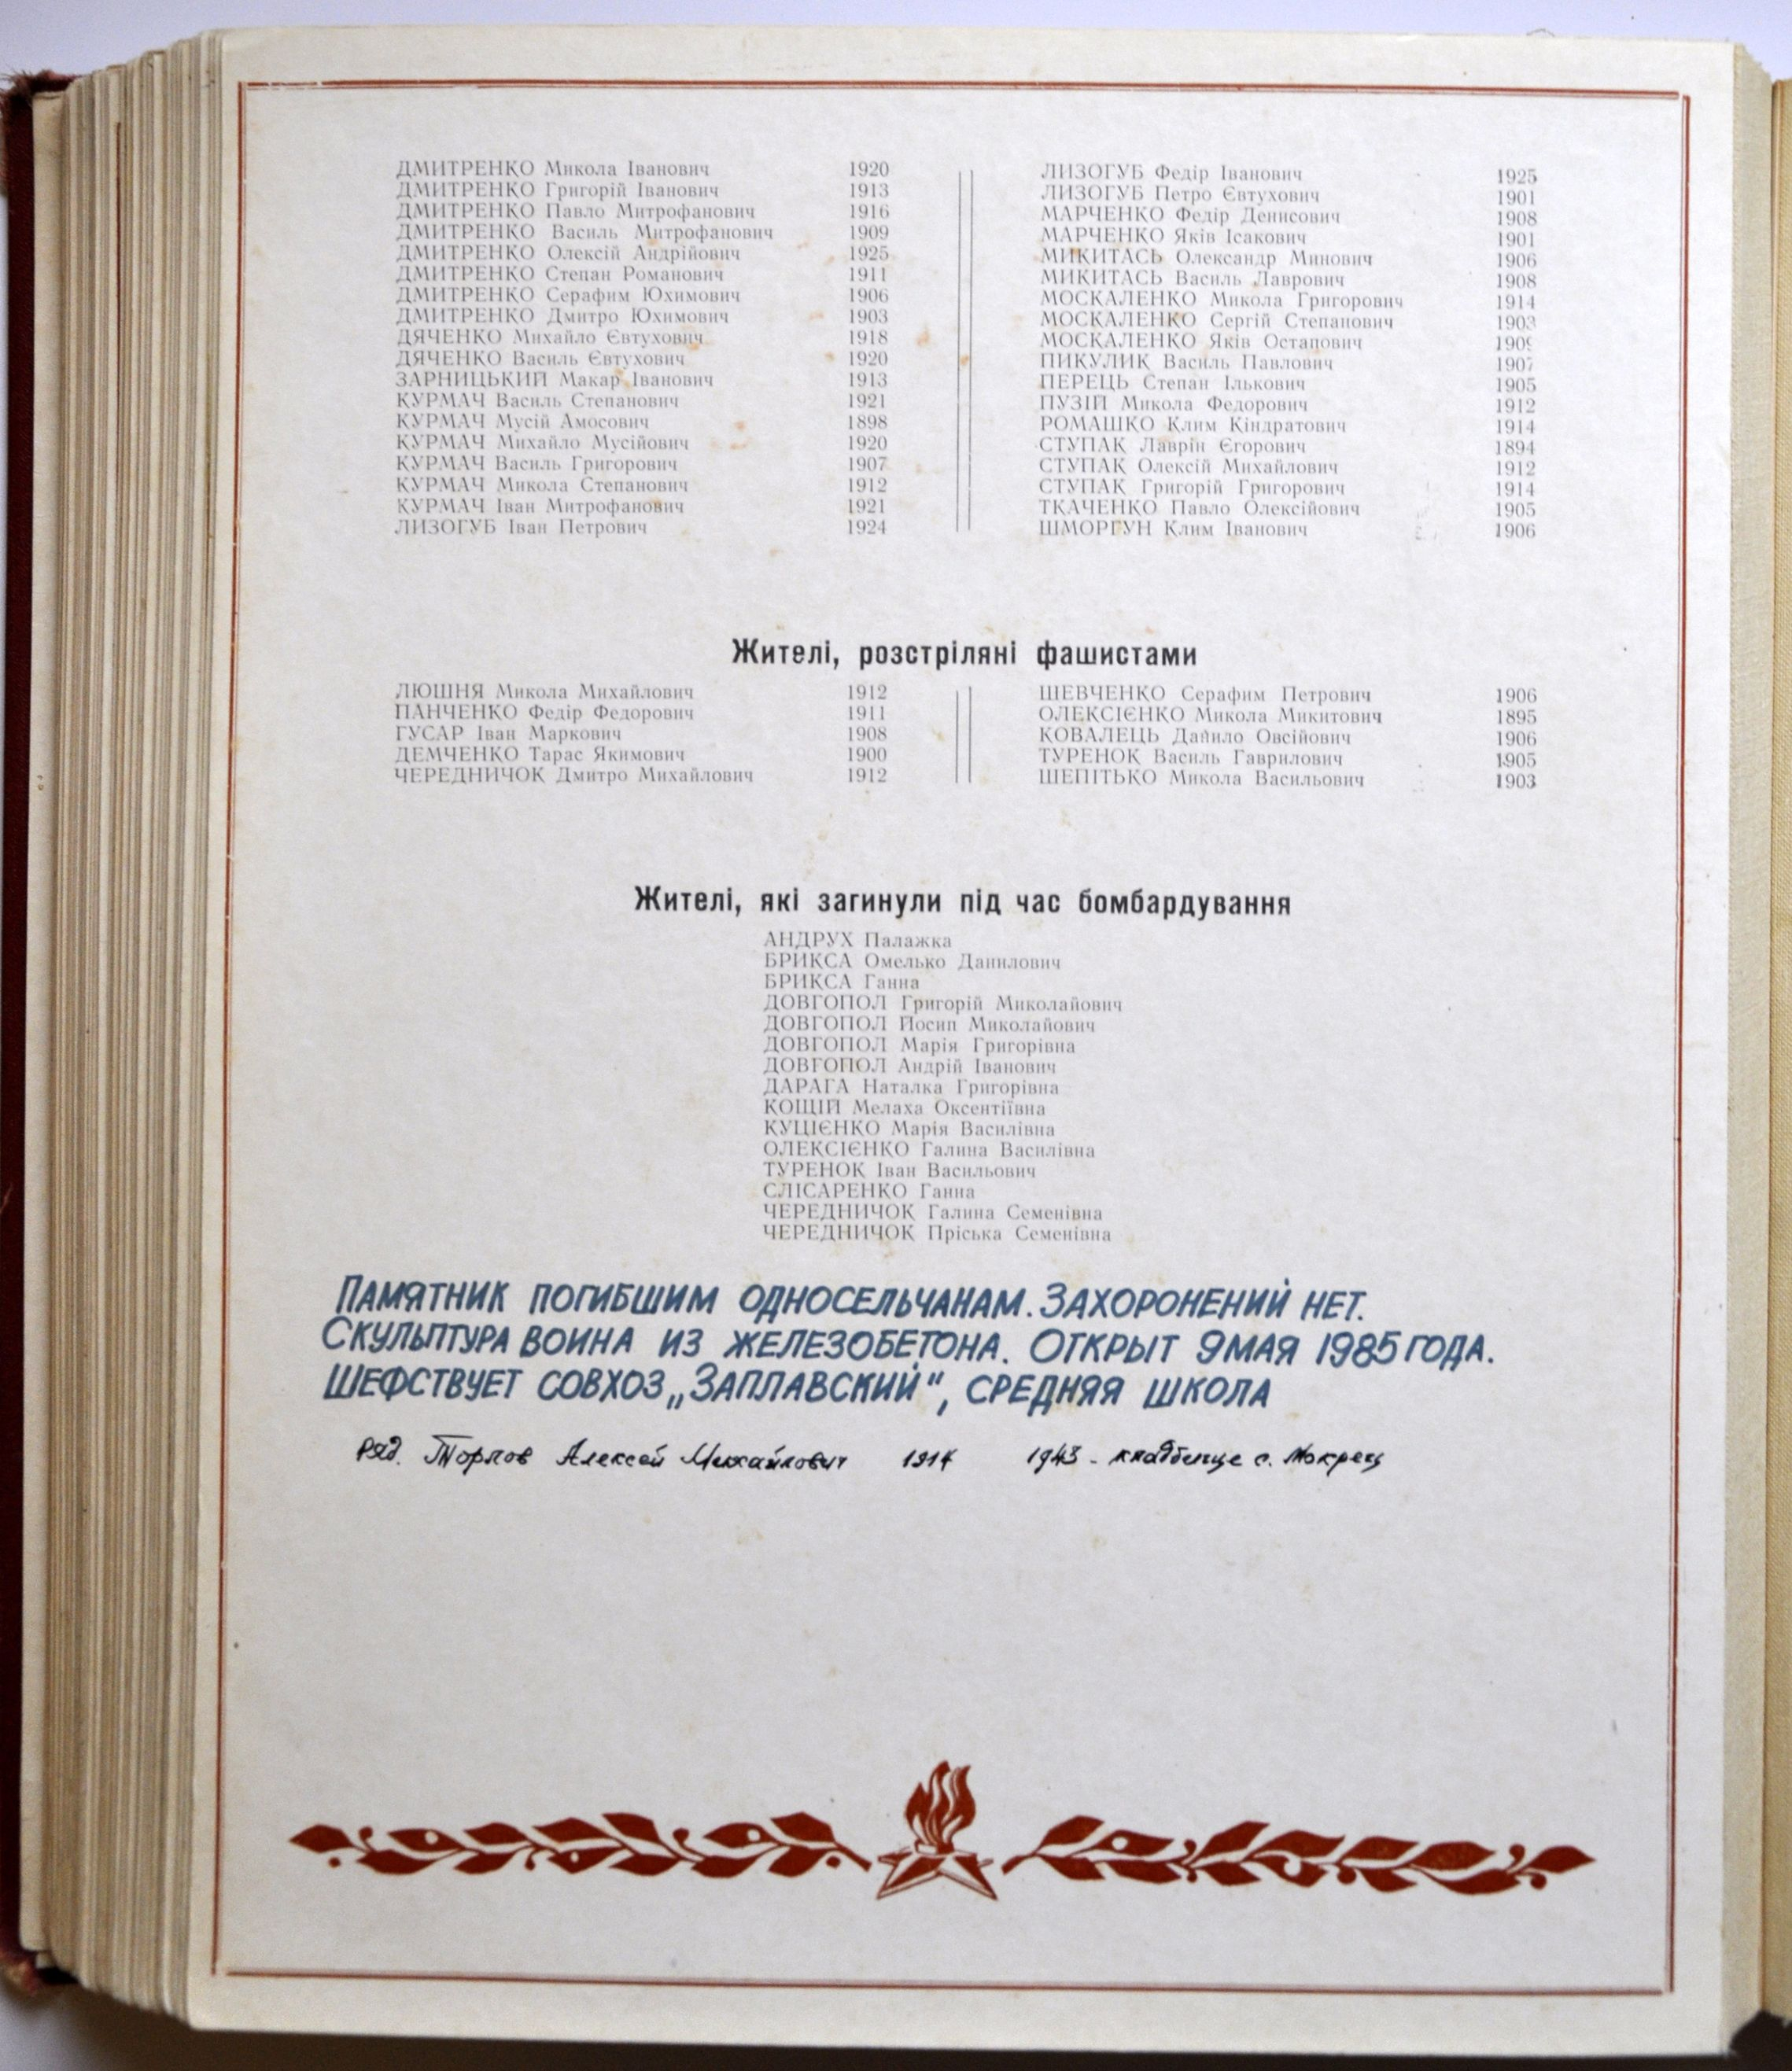 ДМИТРЕНКО Микола Іванович 1920
ДМИТРЕНКО Григорій Іванович 1913
ДМИТРЕНКО Павло Митрофанович 1916
ДМИТРЕНКО Василь Митрофанович 1909
ДМИТРЕНКО Олексій Андрійович 1925
ДМИТРЕНКО Степан Романович 1911
ДМИТРЕНКО Серафим Юхимович 1906
ДМИТРЕНКО Дмитро Юхимович 1903
ДЯЧЕНКО Михайло Євтухович 1918
ДЯЧЕНКО Василь Євтухович 1920
ЗАРНИЦЬКИЙ Макар Іванович 1913
КУРМАЧ Василь Степанович 1921
КУРМАЧ Мусій Амосович 1898
КУРМАЧ Михайло Мусійович 1920
КУРМАЧ Василь Григорович 1907
КУРМАЧ Микола Степанович 1912
КУРМАЧ Іван Митрофанович 1921
ЛИЗОГУБ Іван Петрович 1924
ЛИЗОГУБ Федір Іванович 1925
ЛИЗОГУБ Петро Євтухович 1901
МАРЧЕНКО Федір Денисович 1908
МАРЧЕНКО Яків Ісакович 1901
МИКИТАСЬ Олександр Минович 1906
МИКИТАСЬ Василь Лаврович 1908
МОСКАЛЕНКО Микола Григорович 1914
МОСКАЛЕНКО Сергій Степанович 1903
МОСКАЛЕНКО Яків Остапович
ПИКУЛИК Василь Павлович 1907
ПЕРЕЦЬ Степан Ількович 1905
ПУЗІЙ Микола Федорович 1912
РОМАШКО Клим Кіндратович 1914
СТУПАК Лаврін Єгорович 1894
СТУПАК Олексій Михайлович 1912
СТУПАК Григорій Григорович 1914
ТКАЧЕНКО Павло Олексійович 1905
ШМОРГУН Клим Іванович 1906
Жителі, розстріляні фашистами
ЛЮШНЯ Микола Михайлович 1912
ПАНЧЕНКО Федір Федорович 1911
ГУСАР Іван Маркович 1908
ДЕМЧЕНКО Тарас Якимович 1900
ЧЕРЕДНИЧОК Дмитро Михайлович 1912
ШЕВЧЕНКО Серафим Петрович 1906
ОЛЕКСІЄНКО Микола Микитович 1895
КОВАЛЕЦЬ Данило Овсійович 1906
ТУРЕНОК Василь Гаврилович 1905
ШЕПІТЬКО Микола Васильович 1903
Жителі, які загинули під час бомбардування
АНДРУХ Палажка
БРИКСА Омелько Данилович
БРИКСА Ганна
ДОВГОПОЛ Григорій Миколайович
ДОВГОПОЛ Йосип Миколайович
ДОВГОПОЛ Марія Григорівна
ДОВГОПОЛ Андрій Іванович
ДАРАГА Наталка Григорівна
КОЩІЙ Мелаха Оксентіївна
КУЦІЄНКО Марія Василівна
ОЛЕКСІЄНКО Галина Василівна
ТУРЕНОК Іван Васильович
СЛІСАРЕНКО Ганна
ЧЕРЕДНИЧОК Галина Семенівна
ЧЕРЕДНИЧОК Пріська Семенівна
ПАМЯТНИК ПОГИБШИМ ОДНОСЕЛЬЧАНАМ. ЗАХОРОНЕНИЙ НЕТ.
СКУЛЬПТУРА ВОИНА ИЗ ЖЕЛЕЗОБЕТОНА. ОТКРЫТ 9 МАЯ 1985 ГОДА.
ШЕФСТВУЕТ СОВХОЗ „ЗАПЛАВСКИЙ“, СРЕДНЯЯ ШКОЛА
Ряд. Алексей Михайлович 1914 1943 - кладбище с. Мокрец